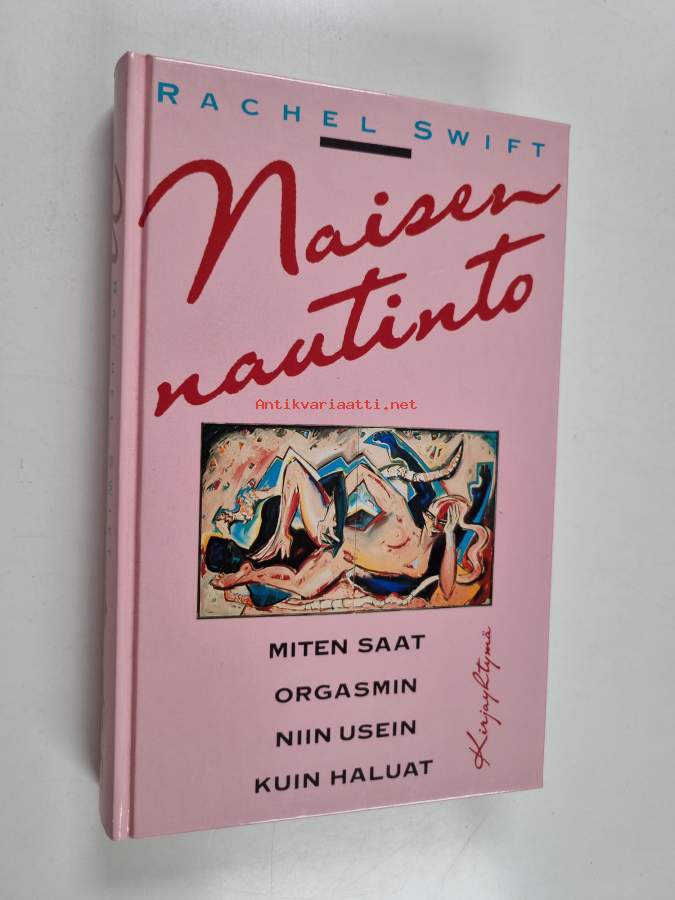 RACHEL SWIFT
Naisen
nautinto
Antikvariaatti.net
MITEN SAAT
ORGASMIN
NIIN USEIN
KUIN HALUAT
Kirjayhtymä